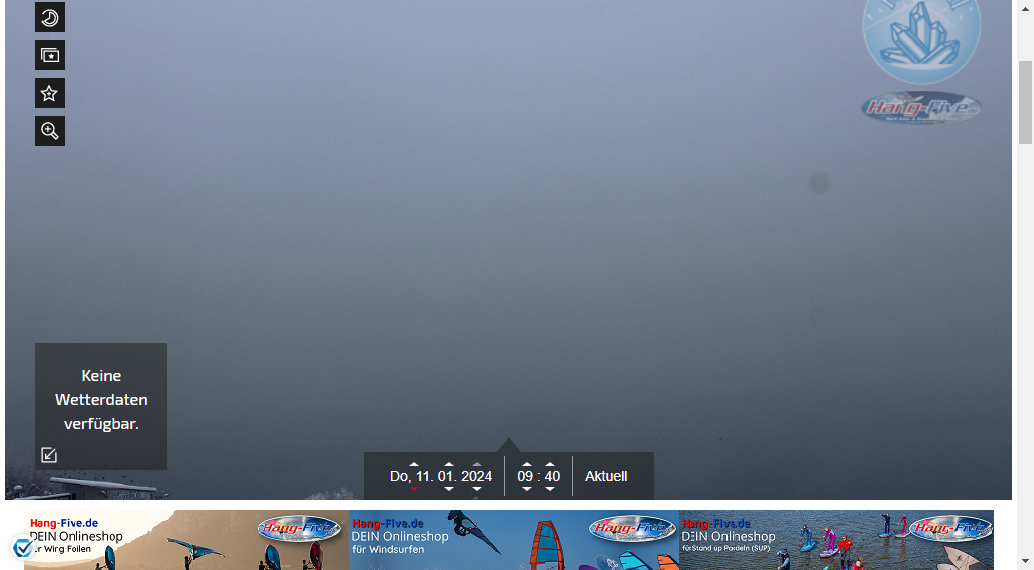 Hang-Five.de
Keine
Wetterdaten
verfügbar.
Do, 11. 01. 2024
09 : 40
Aktuell
Hang-Five.de
DEIN Onlineshop
für Wing Foilen
Hang-Five
Hang-Five.de
DEIN Onlineshop
für Windsurfen
Hang-Five
Hang-Five.de
DEIN Onlineshop
für Stand up Paddeln (SUP)
Hang-Five